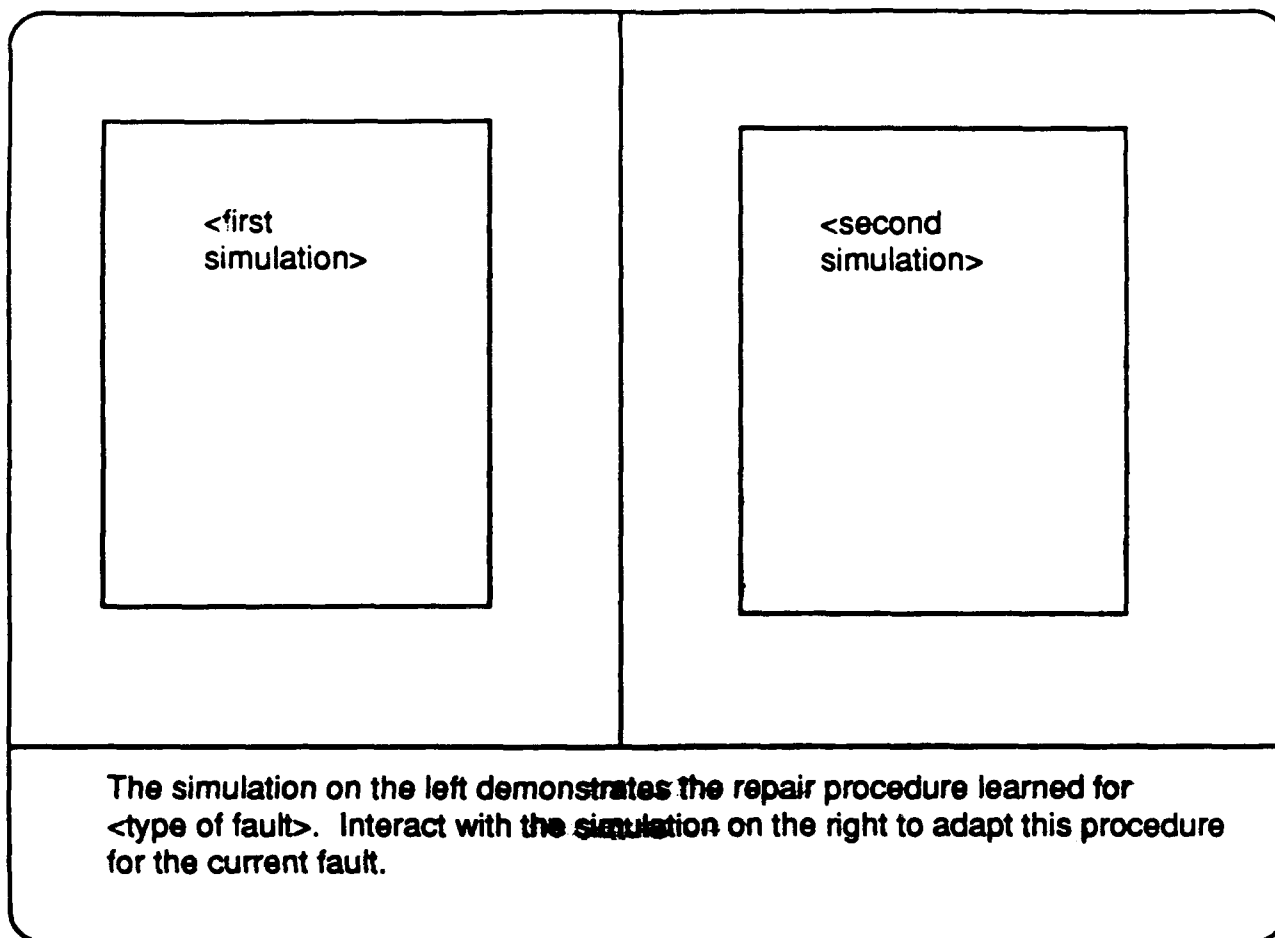 <first
simulation>
<second
simulation>
The simulation on the left demonstrates the repair procedure learned for
<type of fault>. Interact with the simulation on the right to adapt this procedure
for the current fault.